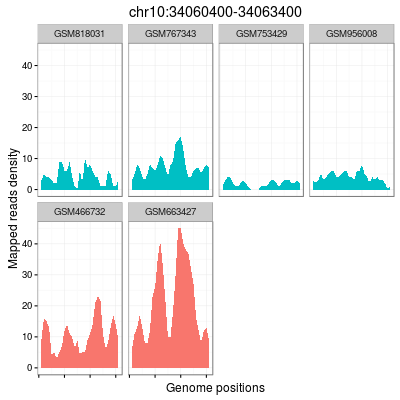 chr10:34060400-34063400
GSM818031 GSM767343 GSM753429 GSM956008
40
30
20
10
0
Mapped reads density
GSM466732 GSM663427
40
30
20
10
0
Genome positions